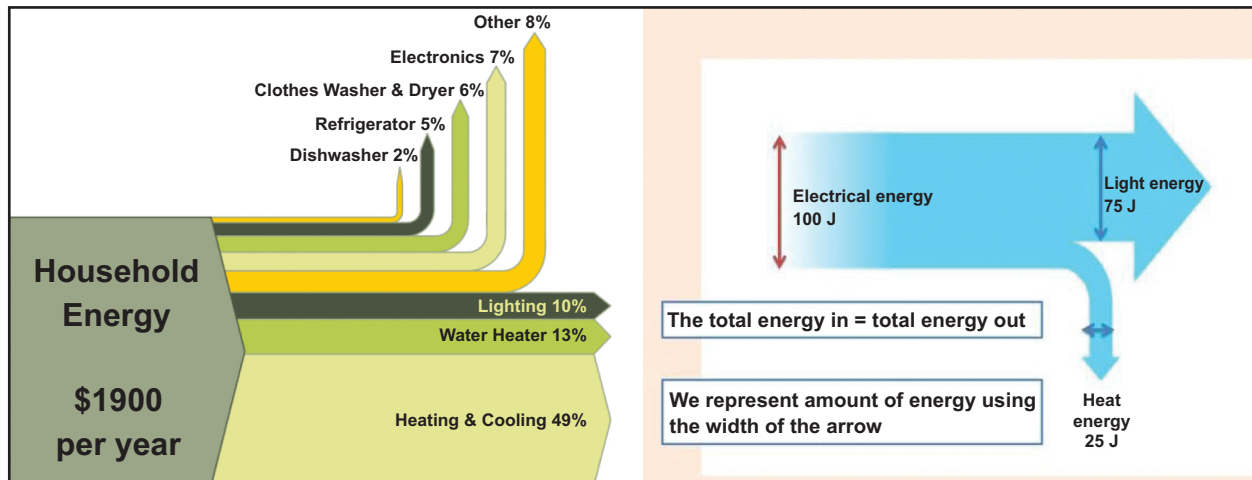 Other 8%
Electronics 7%
Clothes Washer & Dryer 6%
Refrigerator 5%
Dishwasher 2%
Household
Energy
$1900
per year
Lighting 10%
Water Heater 13%
Heating & Cooling 49%
Electrical energy
100 J
Light energy
75 J
The total energy in = total energy out
We represent amount of energy using
the width of the arrow
Heat
energy
25 J